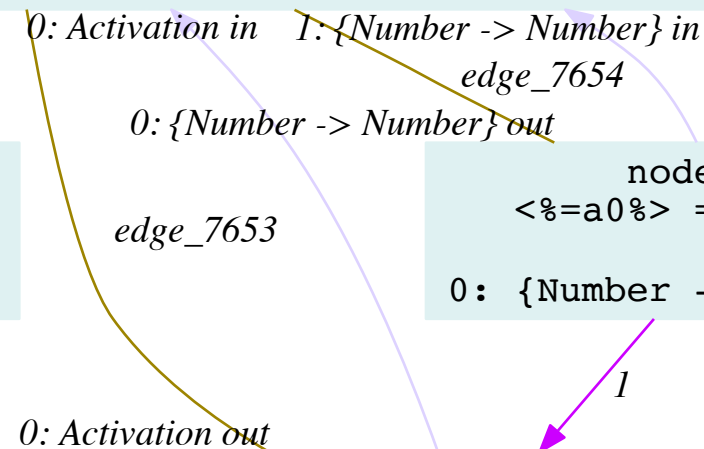 0: Activation in 1: {Number -> Number} in
edge_7654
0: {Number -> Number} out
node
<%=a0%> =
edge_7653
0: {Number -
1
0: Activation out